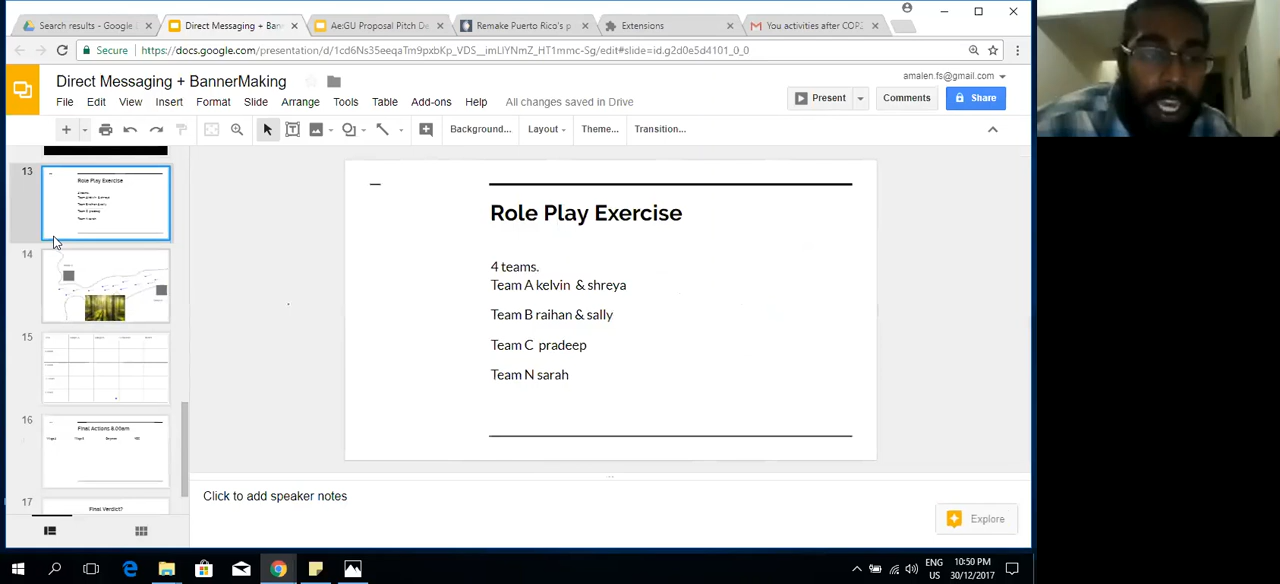 Search results - Google
Direct Messaging + Ban
Ae:GU Proposal Pitch De
Remake Puerto Rico's p
Extensions
You activities after COP2
Secure
https://docs.google.com/presentation/d/1cd6Ns35eeqaTm9pxbKp_VDS__imLlYNmZ_HT1mmc-Sg/edit#slide=id.g2d0e5d4101_0_0
Direct Messaging + BannerMaking
amalen.fs@gmail.com
File Edit View Insert Format Slide Arrange Tools Table Add-ons Help All changes saved in Drive
Present
Comments
Share
Background... Layout Theme... Transition...
13
Role Play Exercise
14
15
16
Final Actions 8.00am
17
Final Verdict?
Role Play Exercise
4 teams.
Team A kelvin & shreya
Team B raihan & sally
Team C pradeep
Team N sarah
Click to add speaker notes
Explore
ENG
US
10:50 PM
30/12/2017